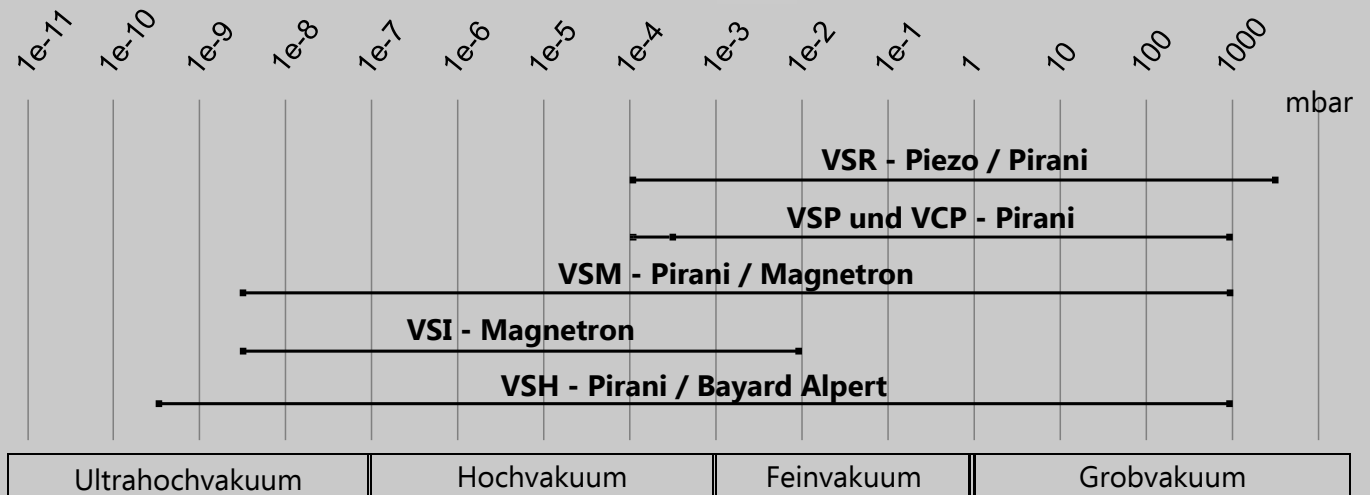 1e-11 1e-10 1e-9 1e-8 1e-7 1e-6 1e-5 1e-4 1e-3 1e-2 1e-1 1 10 100 1000
mbar
VSR - Piezo / Pirani
VSP und VCP - Pirani
VSM - Pirani / Magnetron
VSI - Magnetron
VSH - Pirani / Bayard Alpert
Ultrahochvakuum Hochvakuum Feinvakuum Grobvakuum